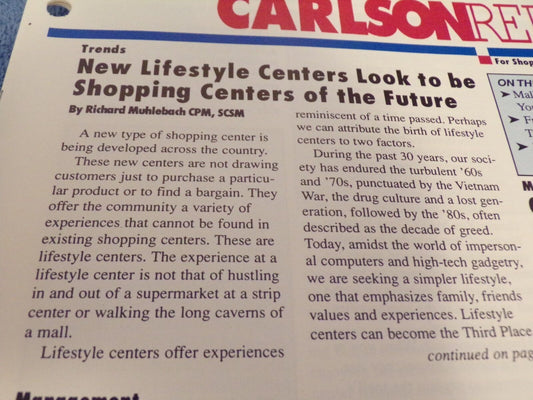 CARLSONRE
For Shop
Trends
New Lifestyle Centers Look to be
Shopping Centers of the Future
By Richard Muhlebach CPM, SCSM
A new type of shopping center is
being developed across the country.
These new centers are not drawing
customers just to purchase a particu-
lar product or to find a bargain. They
offer the community a variety of
experiences that cannot be found in
existing shopping centers. These are
lifestyle centers. The experience at a
lifestyle center is not that of hustling
in and out of a supermarket at a strip
center or walking the long caverns of
a mall.
Lifestyle centers offer experiences
reminiscent of a time passed. Perhaps
we can attribute the birth of lifestyle
centers to two factors.
During the past 30 years, our soci-
ety has endured the turbulent '60s
and '70s, punctuated by the Vietnam
War, the drug culture and a lost gen-
eration, followed by the '80s, often
described as the decade of greed.
Today, amidst the world of imperson-
al computers and high-tech gadgetry,
we are seeking a simpler lifestyle,
one that emphasizes family, friends
values and experiences. Lifestyle
centers can become the Third Place
continued on pag
ON TH
Mal
You
Management